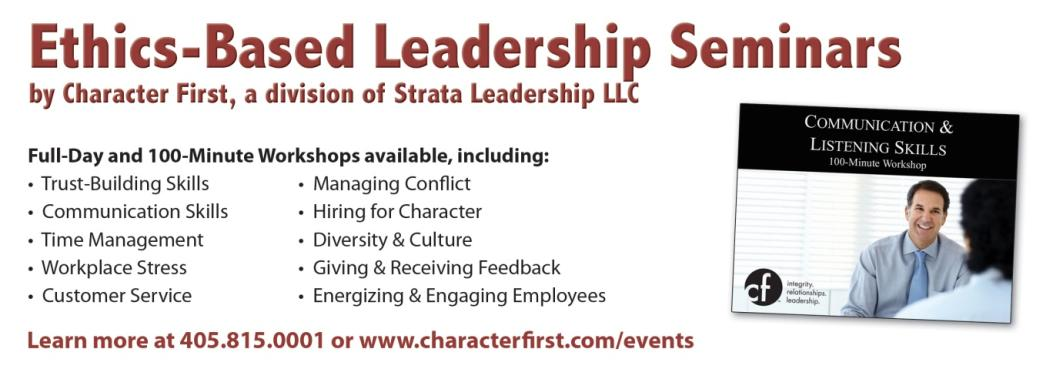 Ethics-Based Leadership Seminars
by Character First, a division of Strata Leadership LLC
Full-Day and 100-Minute Workshops available, including:
• Trust-Building Skills
• Communication Skills
• Time Management
• Workplace Stress
• Customer Service
• Managing Conflict
• Hiring for Character
• Diversity & Culture
• Giving & Receiving Feedback
• Energizing & Engaging Employees
Learn more at 405.815.0001 or www.characterfirst.com/events
COMMUNICATION &
LISTENING SKILLS
100-Minute Workshop
cf
integrity.
relationships.
leadership.